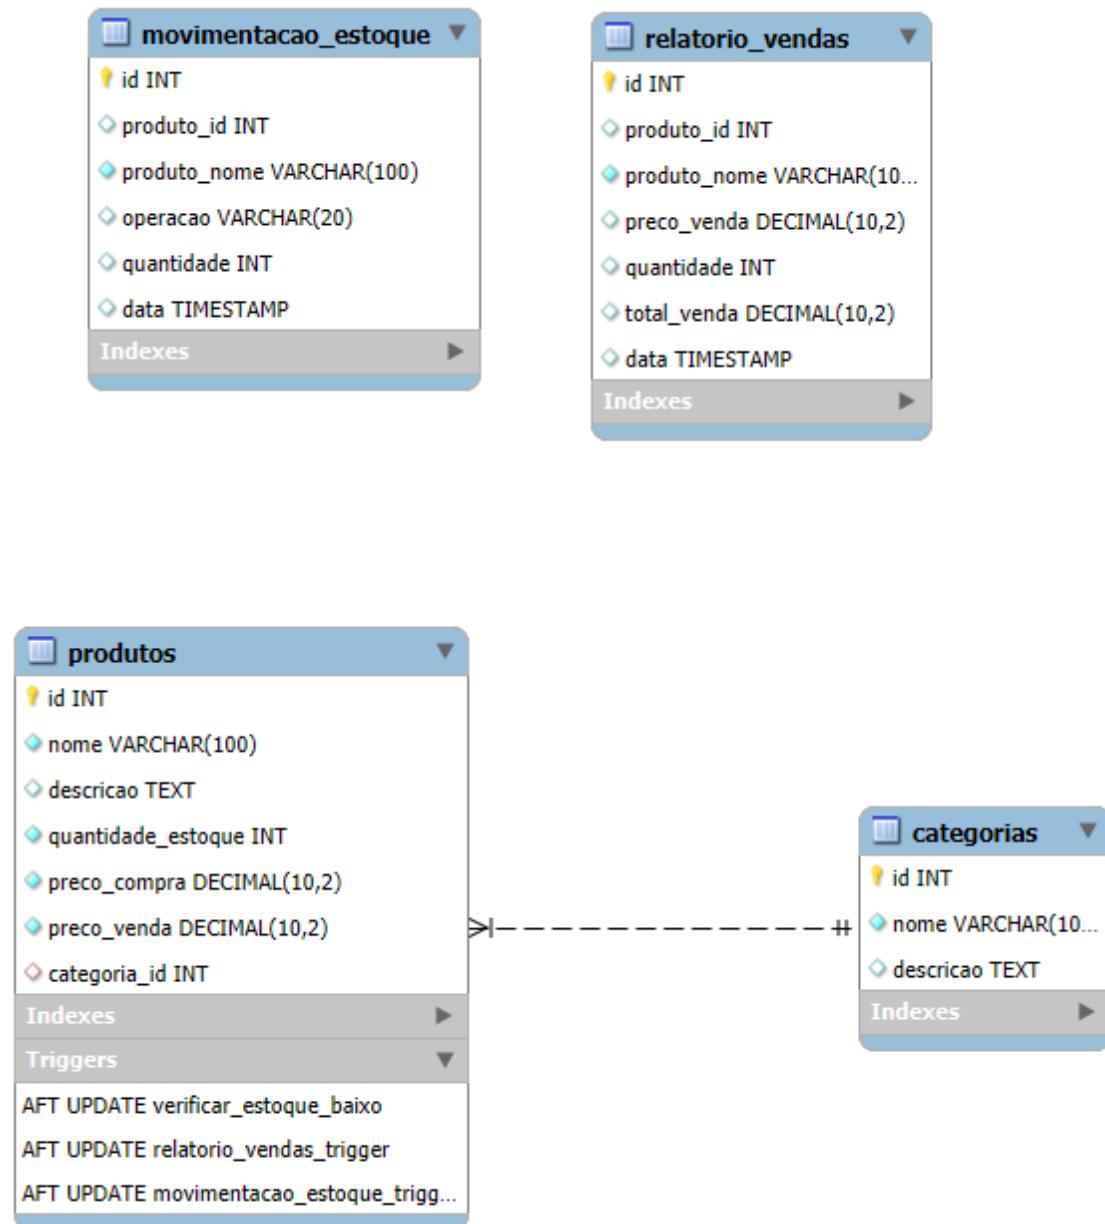 movimentacao_estoque
id INT
produto_id INT
produto_nome VARCHAR(100)
operacao VARCHAR(20)
quantidade INT
data TIMESTAMP
Indexes
relatorio_vendas
id INT
produto_id INT
produto_nome VARCHAR(10...
preco_venda DECIMAL(10,2)
quantidade INT
total_venda DECIMAL(10,2)
data TIMESTAMP
Indexes
produtos
id INT
nome VARCHAR(100)
descricao TEXT
quantidade_estoque INT
preco_compra DECIMAL(10,2)
preco_venda DECIMAL(10,2)
categoria_id INT
Indexes
Triggers
AFT UPDATE verificar_estoque_baixo
AFT UPDATE relatorio_vendas_trigger
AFT UPDATE movimentacao_estoque_trigg...
categorias
id INT
nome VARCHAR(10...
descricao TEXT
Indexes